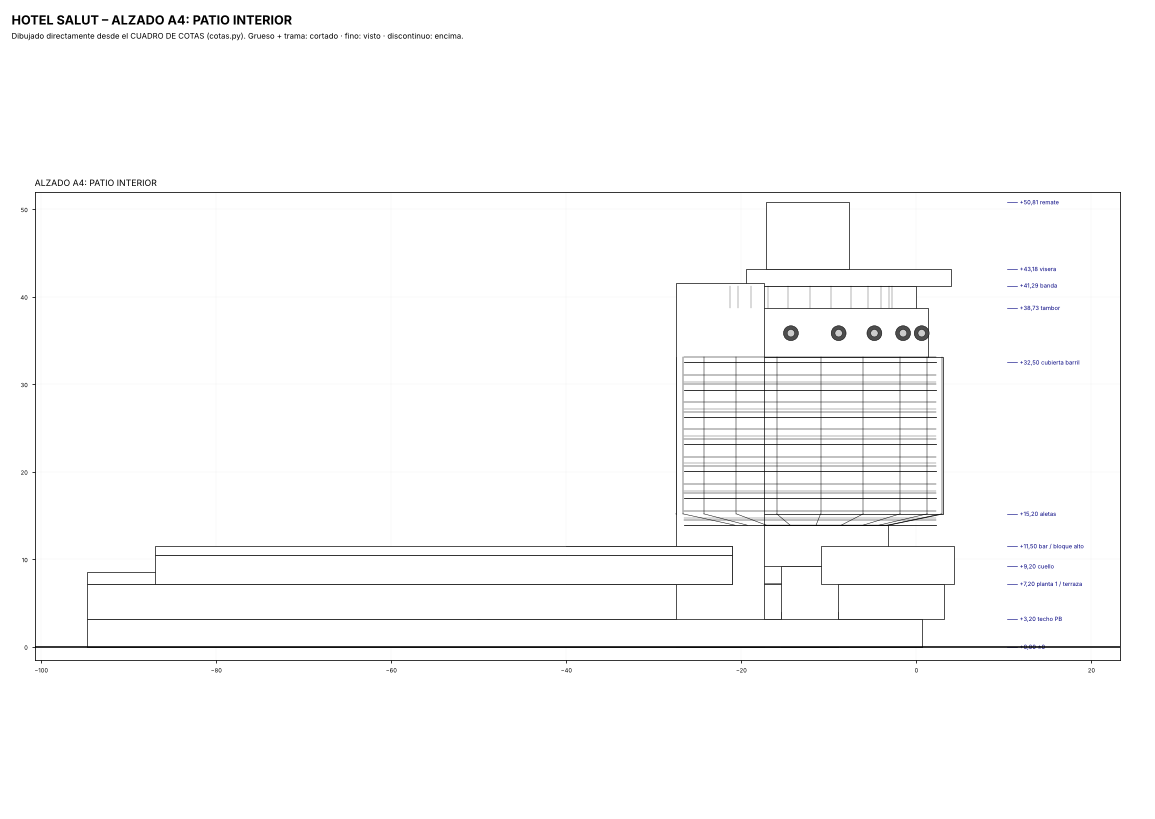 HOTEL SALUT – ALZADO A4: PATIO INTERIOR
Dibujado directamente desde el CUADRO DE COTAS (cotas.py). Grueso + trama: cortado · fino: visto · discontinuo: encima.
ALZADO A4: PATIO INTERIOR
50
40
30
20
10
0
+50,81 remate
+43,18 visera
+41,29 banda
+38,73 tambor
+32,50 cubierta barril
+15,20 aletas
+11,50 bar / bloque alto
+9,20 cuello
+7,20 planta 1 / terraza
+3,20 techo PB
−100
−80
−60
−40
−20
0
20